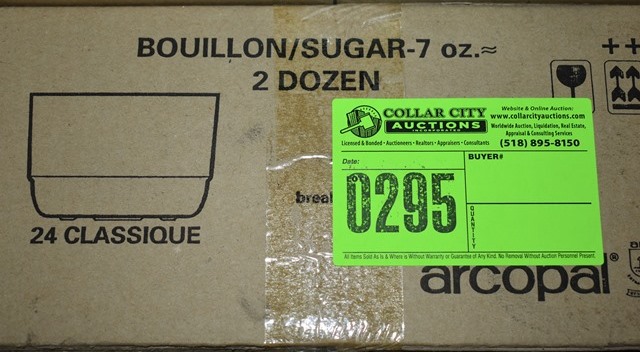 BOUILLON/SUGAR-7 oz.≈
2 DOZEN
24 CLASSIQUE
COLLAR CITY
AUCTIONS
INCORPORATED
Website & Online Auction:
www.collarcityauctions.com
Worldwide Auction, Liquidation, Real Estate,
Appraisal & Consulting Services
Licensed & Bonded • Auctioneers • Realtors • Appraisers • Consultants
(518) 895-8150
Date:
0295
BUYER#
QUANTITY
All Items Sold As Is & Where is Without Warranty or Guarantee of Any Kind. No Removal Without Auction Personnel Present.
arcopal®